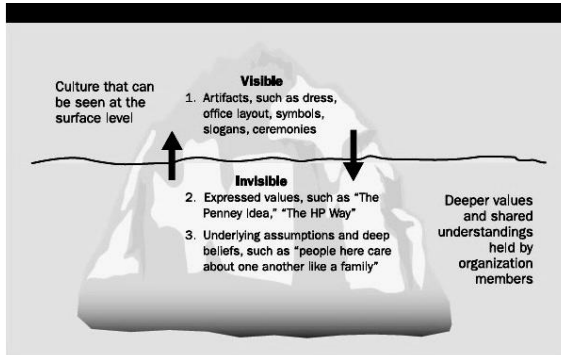 Culture that can
be seen at the
surface level
Visible
1. Artifacts, such as dress,
office layout, symbols,
slogans, ceremonies
Invisible
2. Expressed values, such as “The
Penney Idea,” “The HP Way”
3. Underlying assumptions and deep
beliefs, such as “people here care
about one another like a family”
Deeper values
and shared
understandings
held by
organization
members